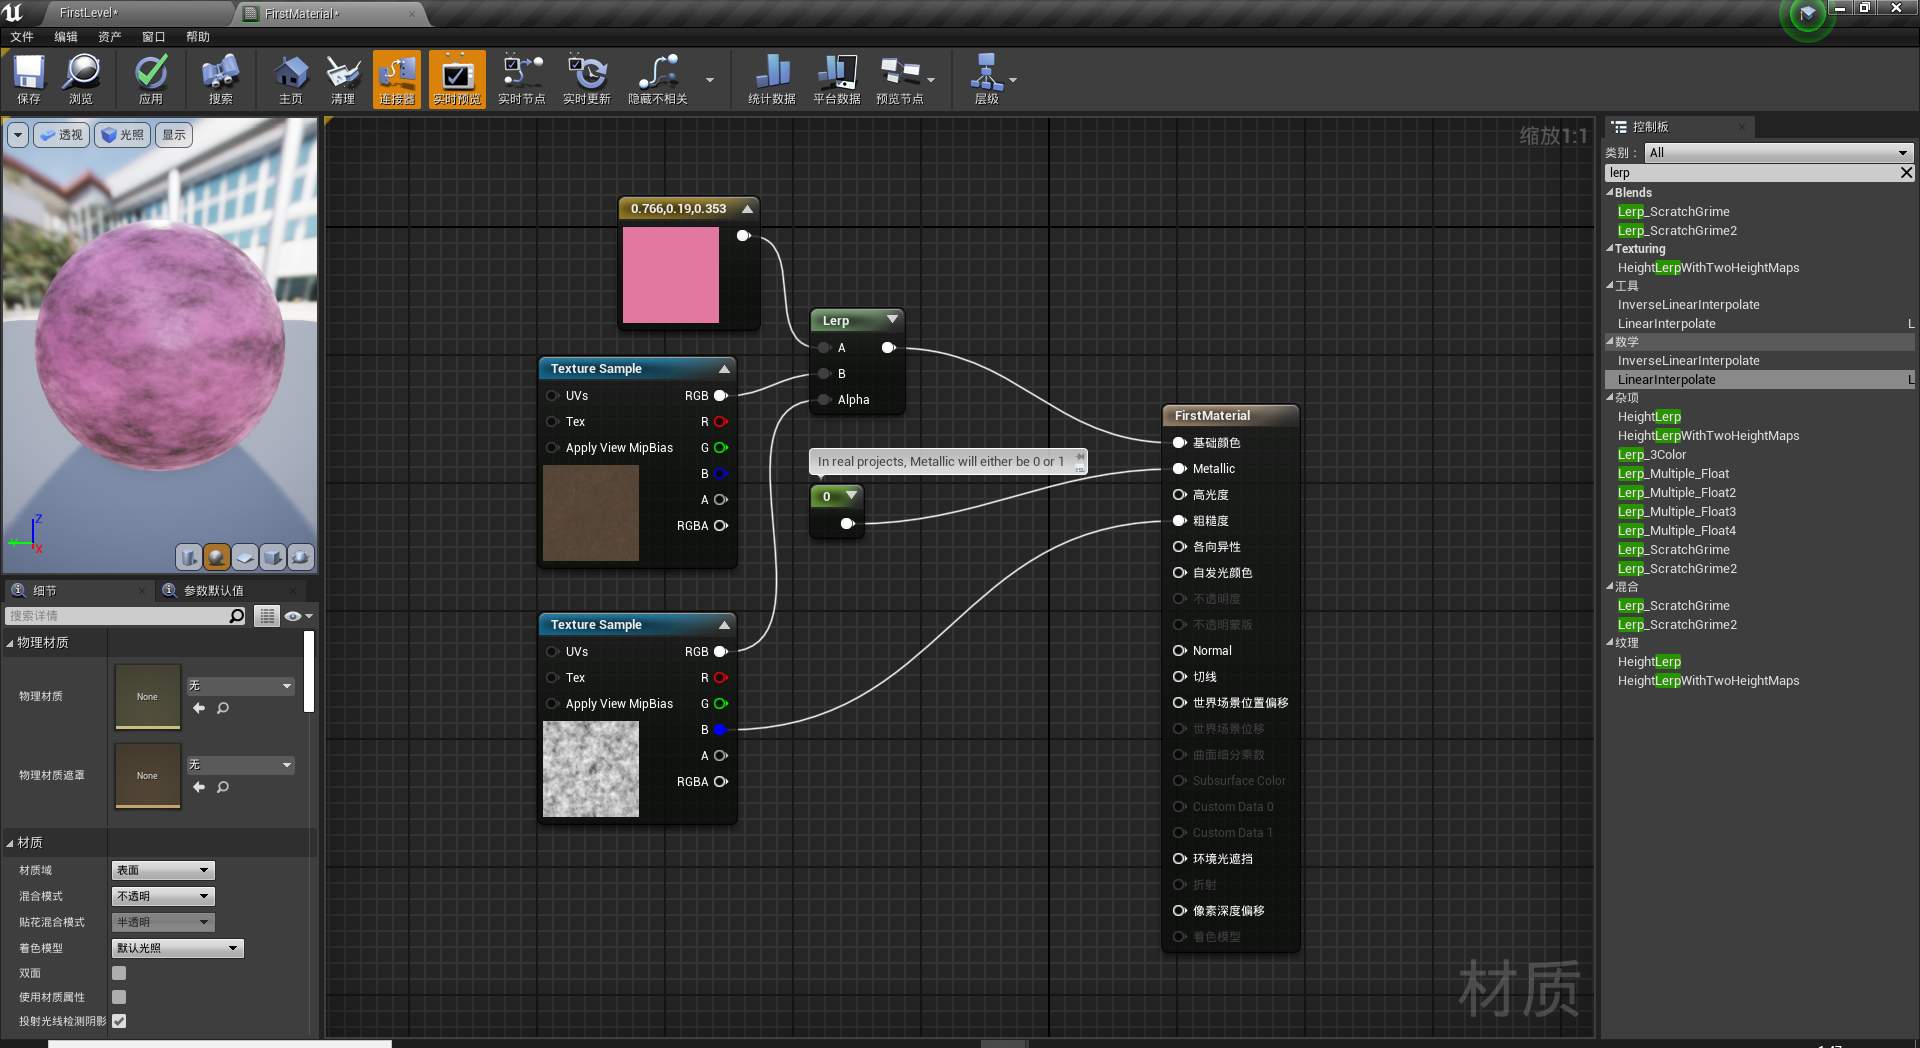 FirstLevel*
FirstMaterial*
文件 编辑 资产 窗口 帮助
保存 浏览 应用 搜索 主页 清理 连接器 实时预览 实时节点 实时更新 隐藏不相关 统计数据 平台数据 预览节点 层级
透视 光照 显示
Z
Y
X
细节
参数默认值
搜索详情
物理材质
物理材质
None
无
物理材质遮罩
None
无
材质
材质域 表面
混合模式 不透明
贴花混合模式 半透明
着色模型 默认光照
双面
使用材质属性
投射光线检测阴影
缩放1:1
0.766,0.19,0.353
Lerp
A
B
Alpha
Texture Sample
UVs RGB
Tex R
Apply View MipBias G
B
A
RGBA
In real projects, Metallic will either be 0 or 1
0
Texture Sample
UVs RGB
Tex R
Apply View MipBias G
B
A
RGBA
FirstMaterial
基础颜色
Metallic
高光度
粗糙度
各向异性
自发光颜色
不透明度
不透明蒙版
Normal
切线
世界场景位置偏移
世界场景位移
曲面细分乘数
Subsurface Color
Custom Data 0
Custom Data 1
环境光遮挡
折射
像素深度偏移
着色模型
材质
控制板
类别： All
lerp
Blends
Lerp_ScratchGrime
Lerp_ScratchGrime2
Texturing
HeightLerpWithTwoHeightMaps
工具
InverseLinearInterpolate
LinearInterpolate L
数学
InverseLinearInterpolate
LinearInterpolate L
杂项
HeightLerp
HeightLerpWithTwoHeightMaps
Lerp_3Color
Lerp_Multiple_Float
Lerp_Multiple_Float2
Lerp_Multiple_Float3
Lerp_Multiple_Float4
Lerp_ScratchGrime
Lerp_ScratchGrime2
混合
Lerp_ScratchGrime
Lerp_ScratchGrime2
纹理
HeightLerp
HeightLerpWithTwoHeightMaps